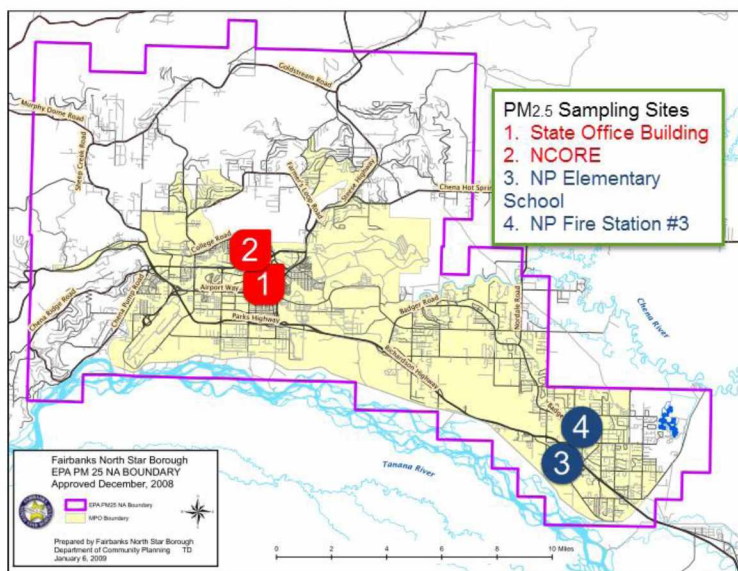 Goldstream Road
Murphy Dome Road
Sheep Creek Road
Farmer's Loop Road
Steese Highway
Chena Hot Sprin
PM2.5 Sampling Sites
1. State Office Building
2. NCORE
3. NP Elementary
School
4. NP Fire Station #3
College Road
2
1
Airport Way
Chena Ridge Road
Chena Pump Road
Parks Highway
Badger Road
Nordale Road
Chena River
Richardson Highway
Badge
4
3
Tanana River
Fairbanks North Star Borough
EPA PM 25 NA BOUNDARY
Approved December, 2008
EPA PM25 NA Boundary
MPO Boundary
Prepared by Fairbanks North Star Borough
Department of Community Planning TD
January 6, 2009
0 2 4 6 8 10 Miles